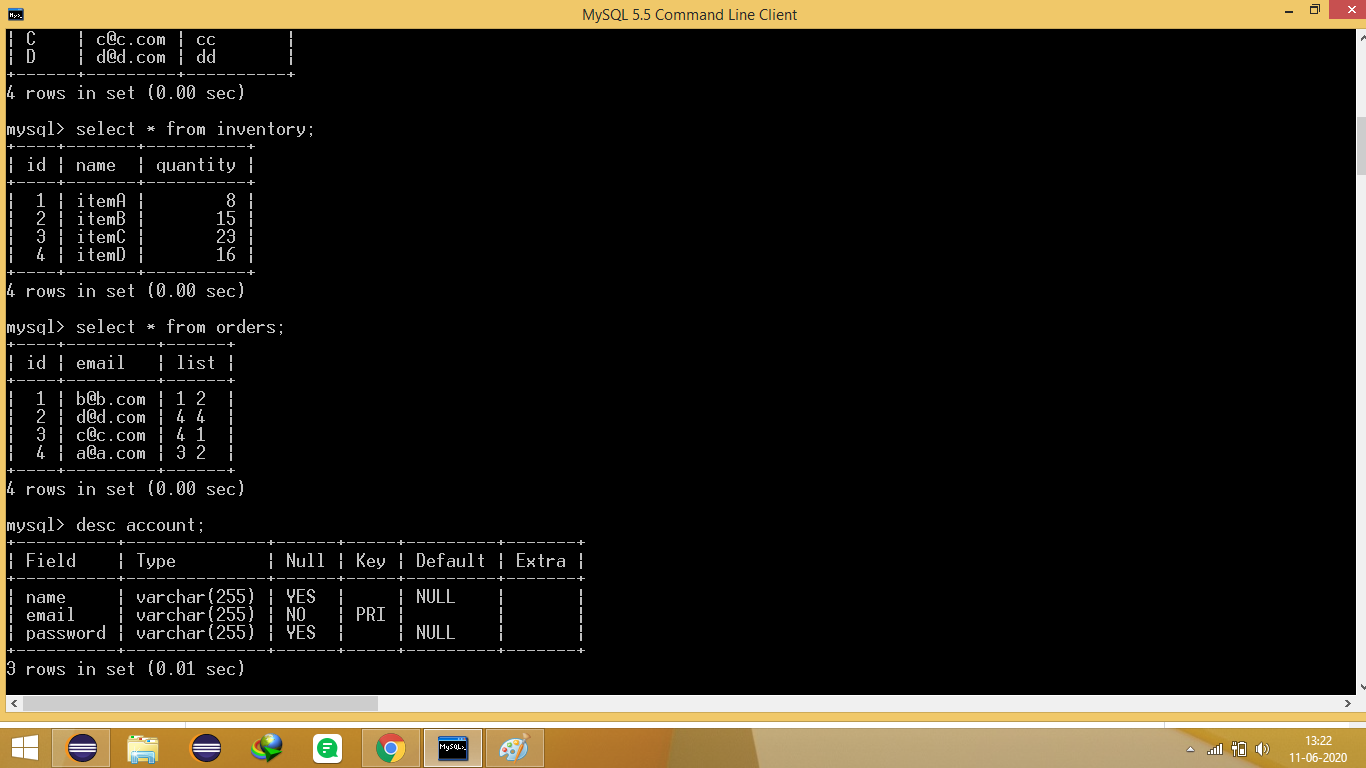 MySQL 5.5 Command Line Client
| C    | c@c.com | cc       |
| D    | d@d.com | dd       |
+------+---------+----------+
4 rows in set (0.00 sec)
mysql> select * from inventory;
+----+-------+----------+
| id | name  | quantity |
+----+-------+----------+
|  1 | itemA |        8 |
|  2 | itemB |       15 |
|  3 | itemC |       23 |
|  4 | itemD |       16 |
+----+-------+----------+
4 rows in set (0.00 sec)
mysql> select * from orders;
+----+---------+------+
| id | email   | list |
+----+---------+------+
|  1 | b@b.com | 1 2  |
|  2 | d@d.com | 4 4  |
|  3 | c@c.com | 4 1  |
|  4 | a@a.com | 3 2  |
+----+---------+------+
4 rows in set (0.00 sec)
mysql> desc account;
+----------+--------------+------+-----+---------+-------+
| Field    | Type         | Null | Key | Default | Extra |
+----------+--------------+------+-----+---------+-------+
| name     | varchar(255) | YES  |     | NULL    |       |
| email    | varchar(255) | NO   | PRI |         |       |
| password | varchar(255) | YES  |     | NULL    |       |
+----------+--------------+------+-----+---------+-------+
3 rows in set (0.01 sec)
13:22
11-06-2020